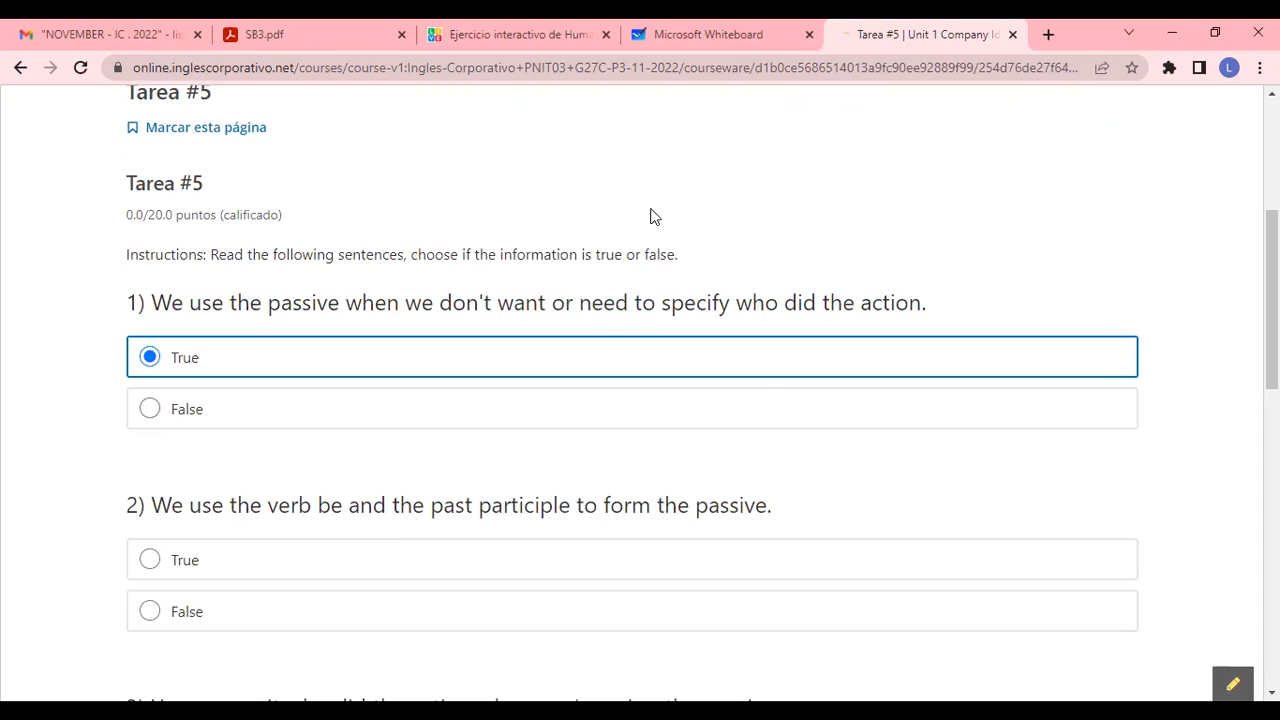 "NOVEMBER - IC . 2022" - lis
SB3.pdf
Ejercicio interactivo de Huma
Microsoft Whiteboard
Tarea #5 | Unit 1 Company Id
online.inglescorporativo.net/courses/course-v1:Ingles-Corporativo+PNIT03+G27C-P3-11-2022/courseware/d1b0ce5686514013a9fc90ee92889f99/254d76de27f64...
L
Tarea #5
Marcar esta página
Tarea #5
0.0/20.0 puntos (calificado)
Instructions: Read the following sentences, choose if the information is true or false.
1) We use the passive when we don't want or need to specify who did the action.
True
False
2) We use the verb be and the past participle to form the passive.
True
False